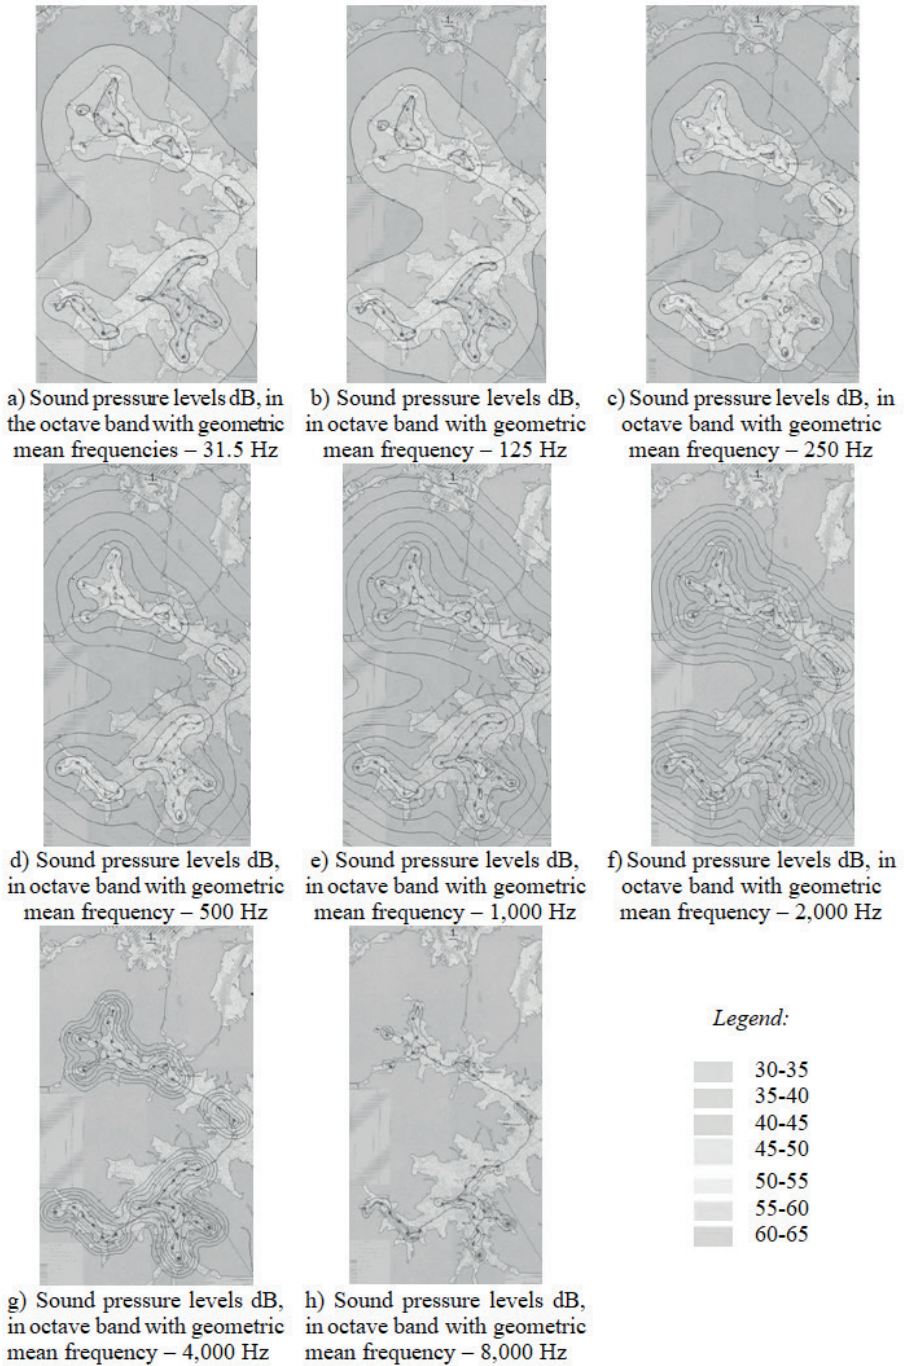 a) Sound pressure levels dB, in
the octave band with geometric
mean frequencies – 31.5 Hz
b) Sound pressure levels dB,
in octave band with geometric
mean frequency – 125 Hz
c) Sound pressure levels dB, in
octave band with geometric
mean frequency – 250 Hz
d) Sound pressure levels dB,
in octave band with geometric
mean frequency – 500 Hz
e) Sound pressure levels dB,
in octave band with geometric
mean frequency – 1,000 Hz
f) Sound pressure levels dB, in
octave band with geometric
mean frequency – 2,000 Hz
g) Sound pressure levels dB,
in octave band with geometric
mean frequency – 4,000 Hz
h) Sound pressure levels dB,
in octave band with geometric
mean frequency – 8,000 Hz
Legend:
30-35
35-40
40-45
45-50
50-55
55-60
60-65